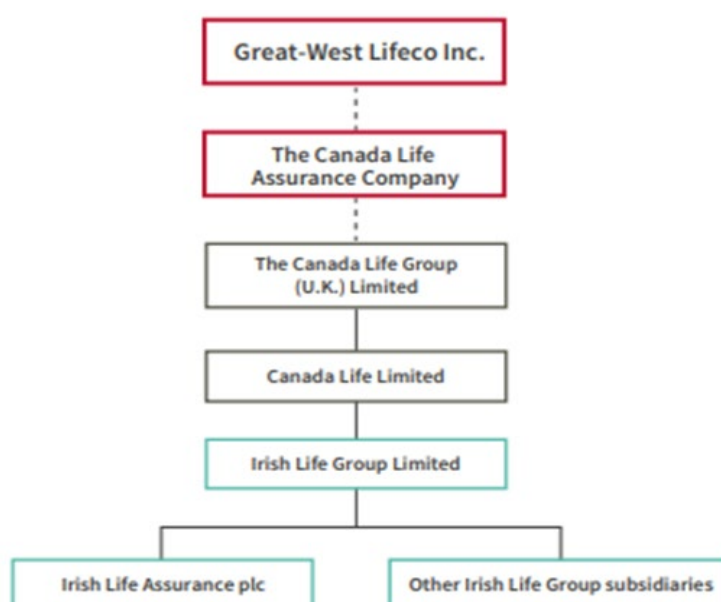 Great-West Lifeco Inc.
The Canada Life
Assurance Company
The Canada Life Group
(U.K.) Limited
Canada Life Limited
Irish Life Group Limited
Irish Life Assurance plc
Other Irish Life Group subsidiaries